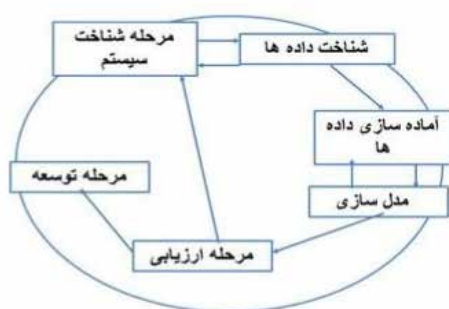 مرحله شناخت
سیستم
شناخت داده ها
آماده سازی داده
ها
مدل سازی
مرحله ارزیابی
مرحله توسعه